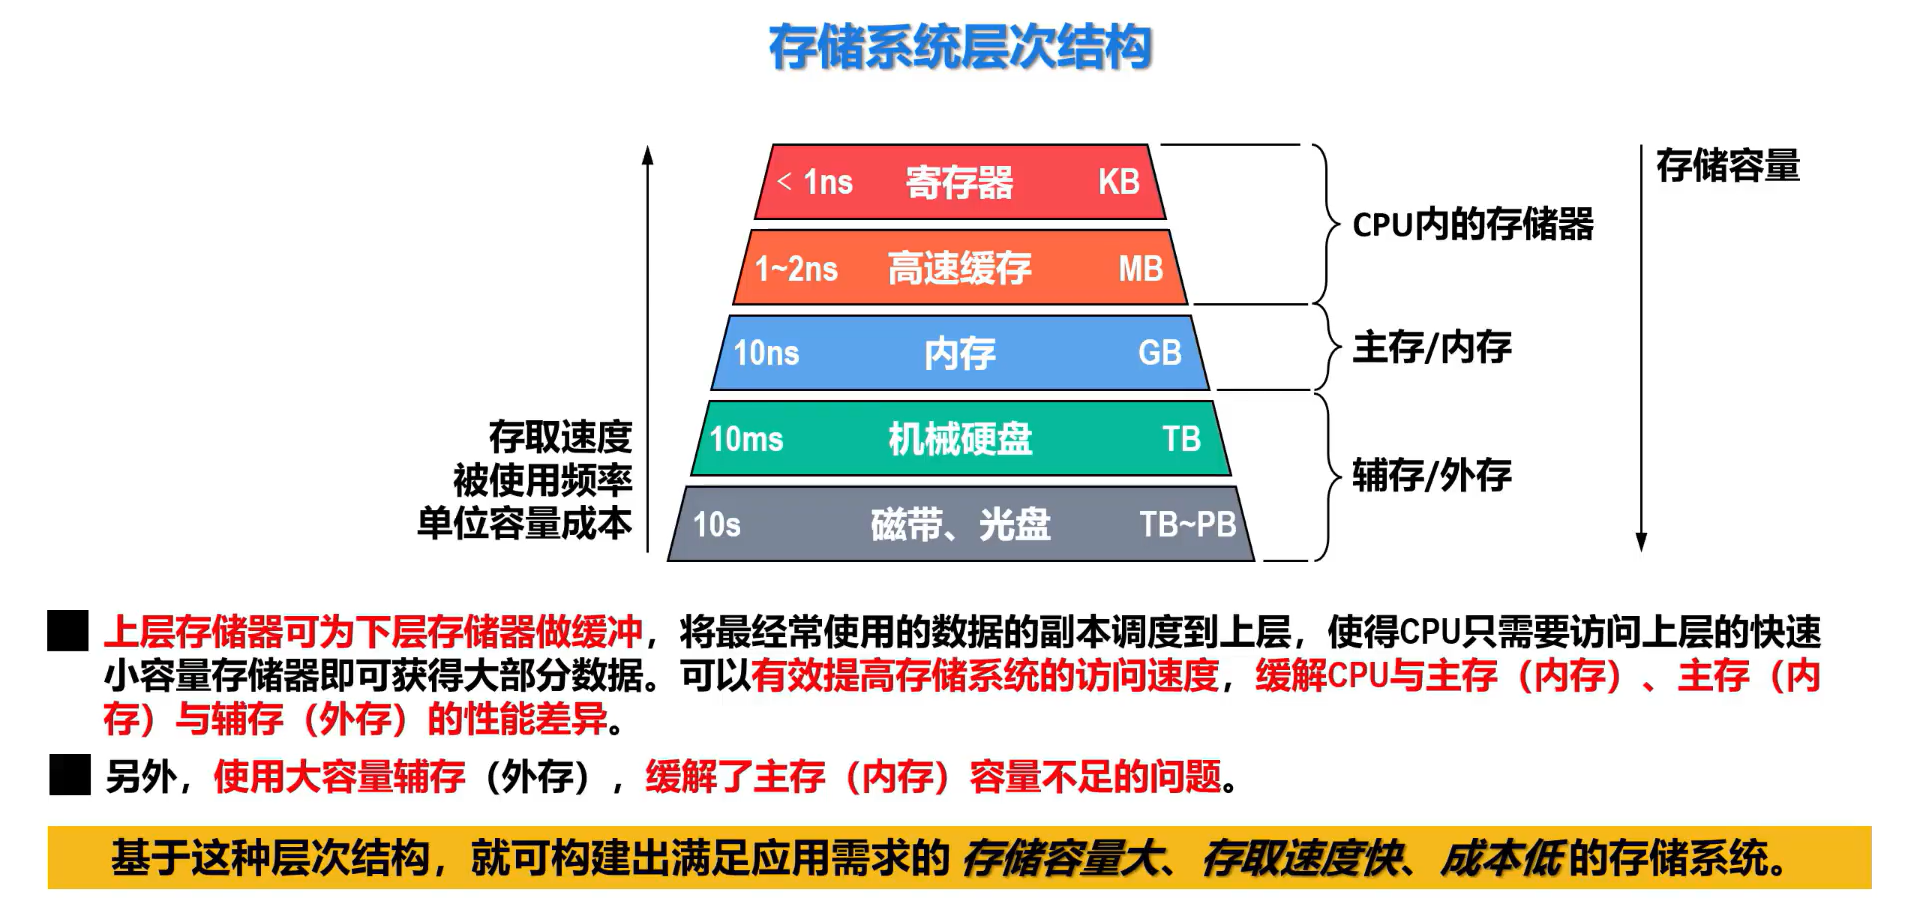 存储系统层次结构
< 1ns 寄存器 KB
1~2ns 高速缓存 MB
10ns 内存 GB
10ms 机械硬盘 TB
10s 磁带、光盘 TB~PB
存取速度
被使用频率
单位容量成本
CPU内的存储器
主存/内存
辅存/外存
存储容量
上层存储器可为下层存储器做缓冲，将最经常使用的数据的副本调度到上层，使得CPU只需要访问上层的快速
小容量存储器即可获得大部分数据。可以有效提高存储系统的访问速度，缓解CPU与主存（内存）、主存（内
存）与辅存（外存）的性能差异。
另外，使用大容量辅存（外存），缓解了主存（内存）容量不足的问题。
基于这种层次结构，就可构建出满足应用需求的 存储容量大、存取速度快、成本低 的存储系统。